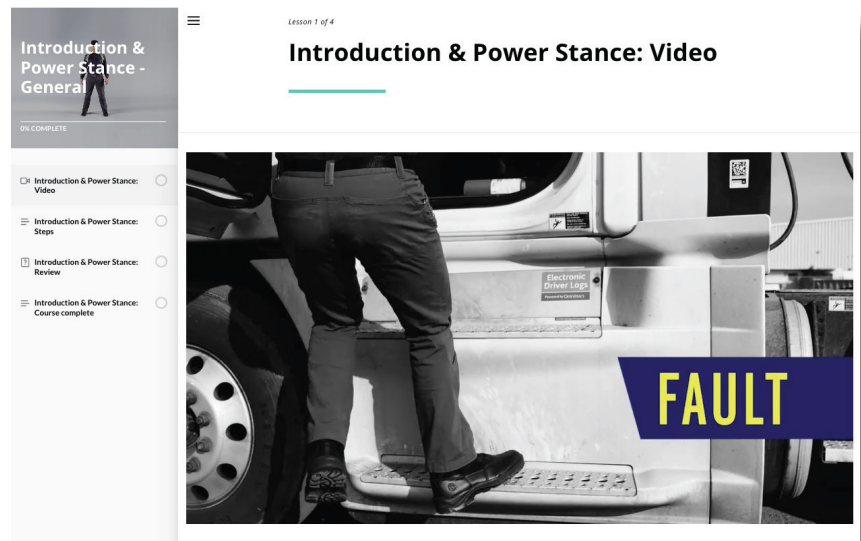 Introduction &
Power Stance -
General
0% COMPLETE
Introduction & Power Stance:
Video
Introduction & Power Stance:
Steps
Introduction & Power Stance:
Review
Introduction & Power Stance:
Course complete
Lesson 1 of 4
Introduction & Power Stance: Video
Electronic
Driver Logs
FAULT